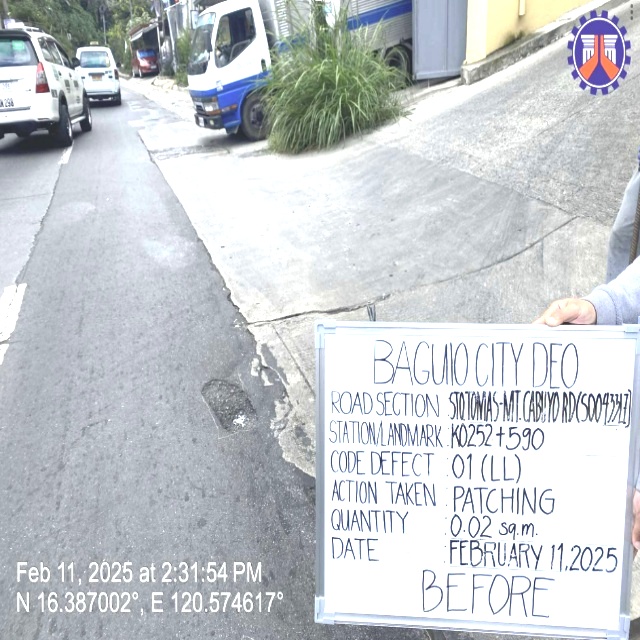 BAGUIO CITY DEO
ROAD SECTION STO.TOMAS-MT.CABUYO RD(S00433LZ)
STATION/LANDMARK : K0252+590
CODE DEFECT : 01 (LL)
ACTION TAKEN : PATCHING
QUANTITY : 0.02 sq.m.
DATE : FEBRUARY 11,2025
BEFORE
Feb 11, 2025 at 2:31:54 PM
N 16.387002°, E 120.574617°